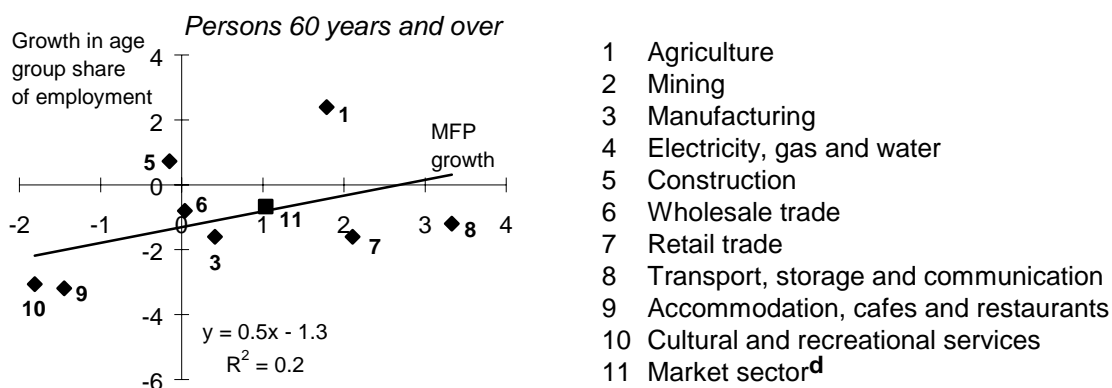 Persons 60 years and over
Growth in age
group share
of employment
4
2
0
-2
-4
-6
-2
-1
0
1
2
3
4
MFP
growth
1
5
6
11
3
7
8
10
9
y = 0.5x - 1.3
R² = 0.2
1 Agriculture
2 Mining
3 Manufacturing
4 Electricity, gas and water
5 Construction
6 Wholesale trade
7 Retail trade
8 Transport, storage and communication
9 Accommodation, cafes and restaurants
10 Cultural and recreational services
11 Market sectorᵈ